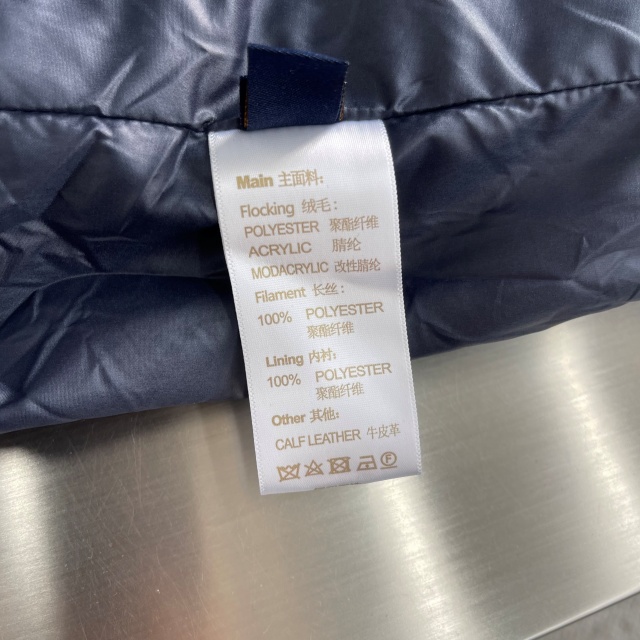 Main 主面料:
Flocking 绒毛:
POLYESTER 聚酯纤维
ACRYLIC 腈纶
MODACRYLIC 改性腈纶
Filament 长丝:
100% POLYESTER
聚酯纤维
Lining 内衬:
100% POLYESTER
聚酯纤维
Other 其他:
CALF LEATHER 牛皮革